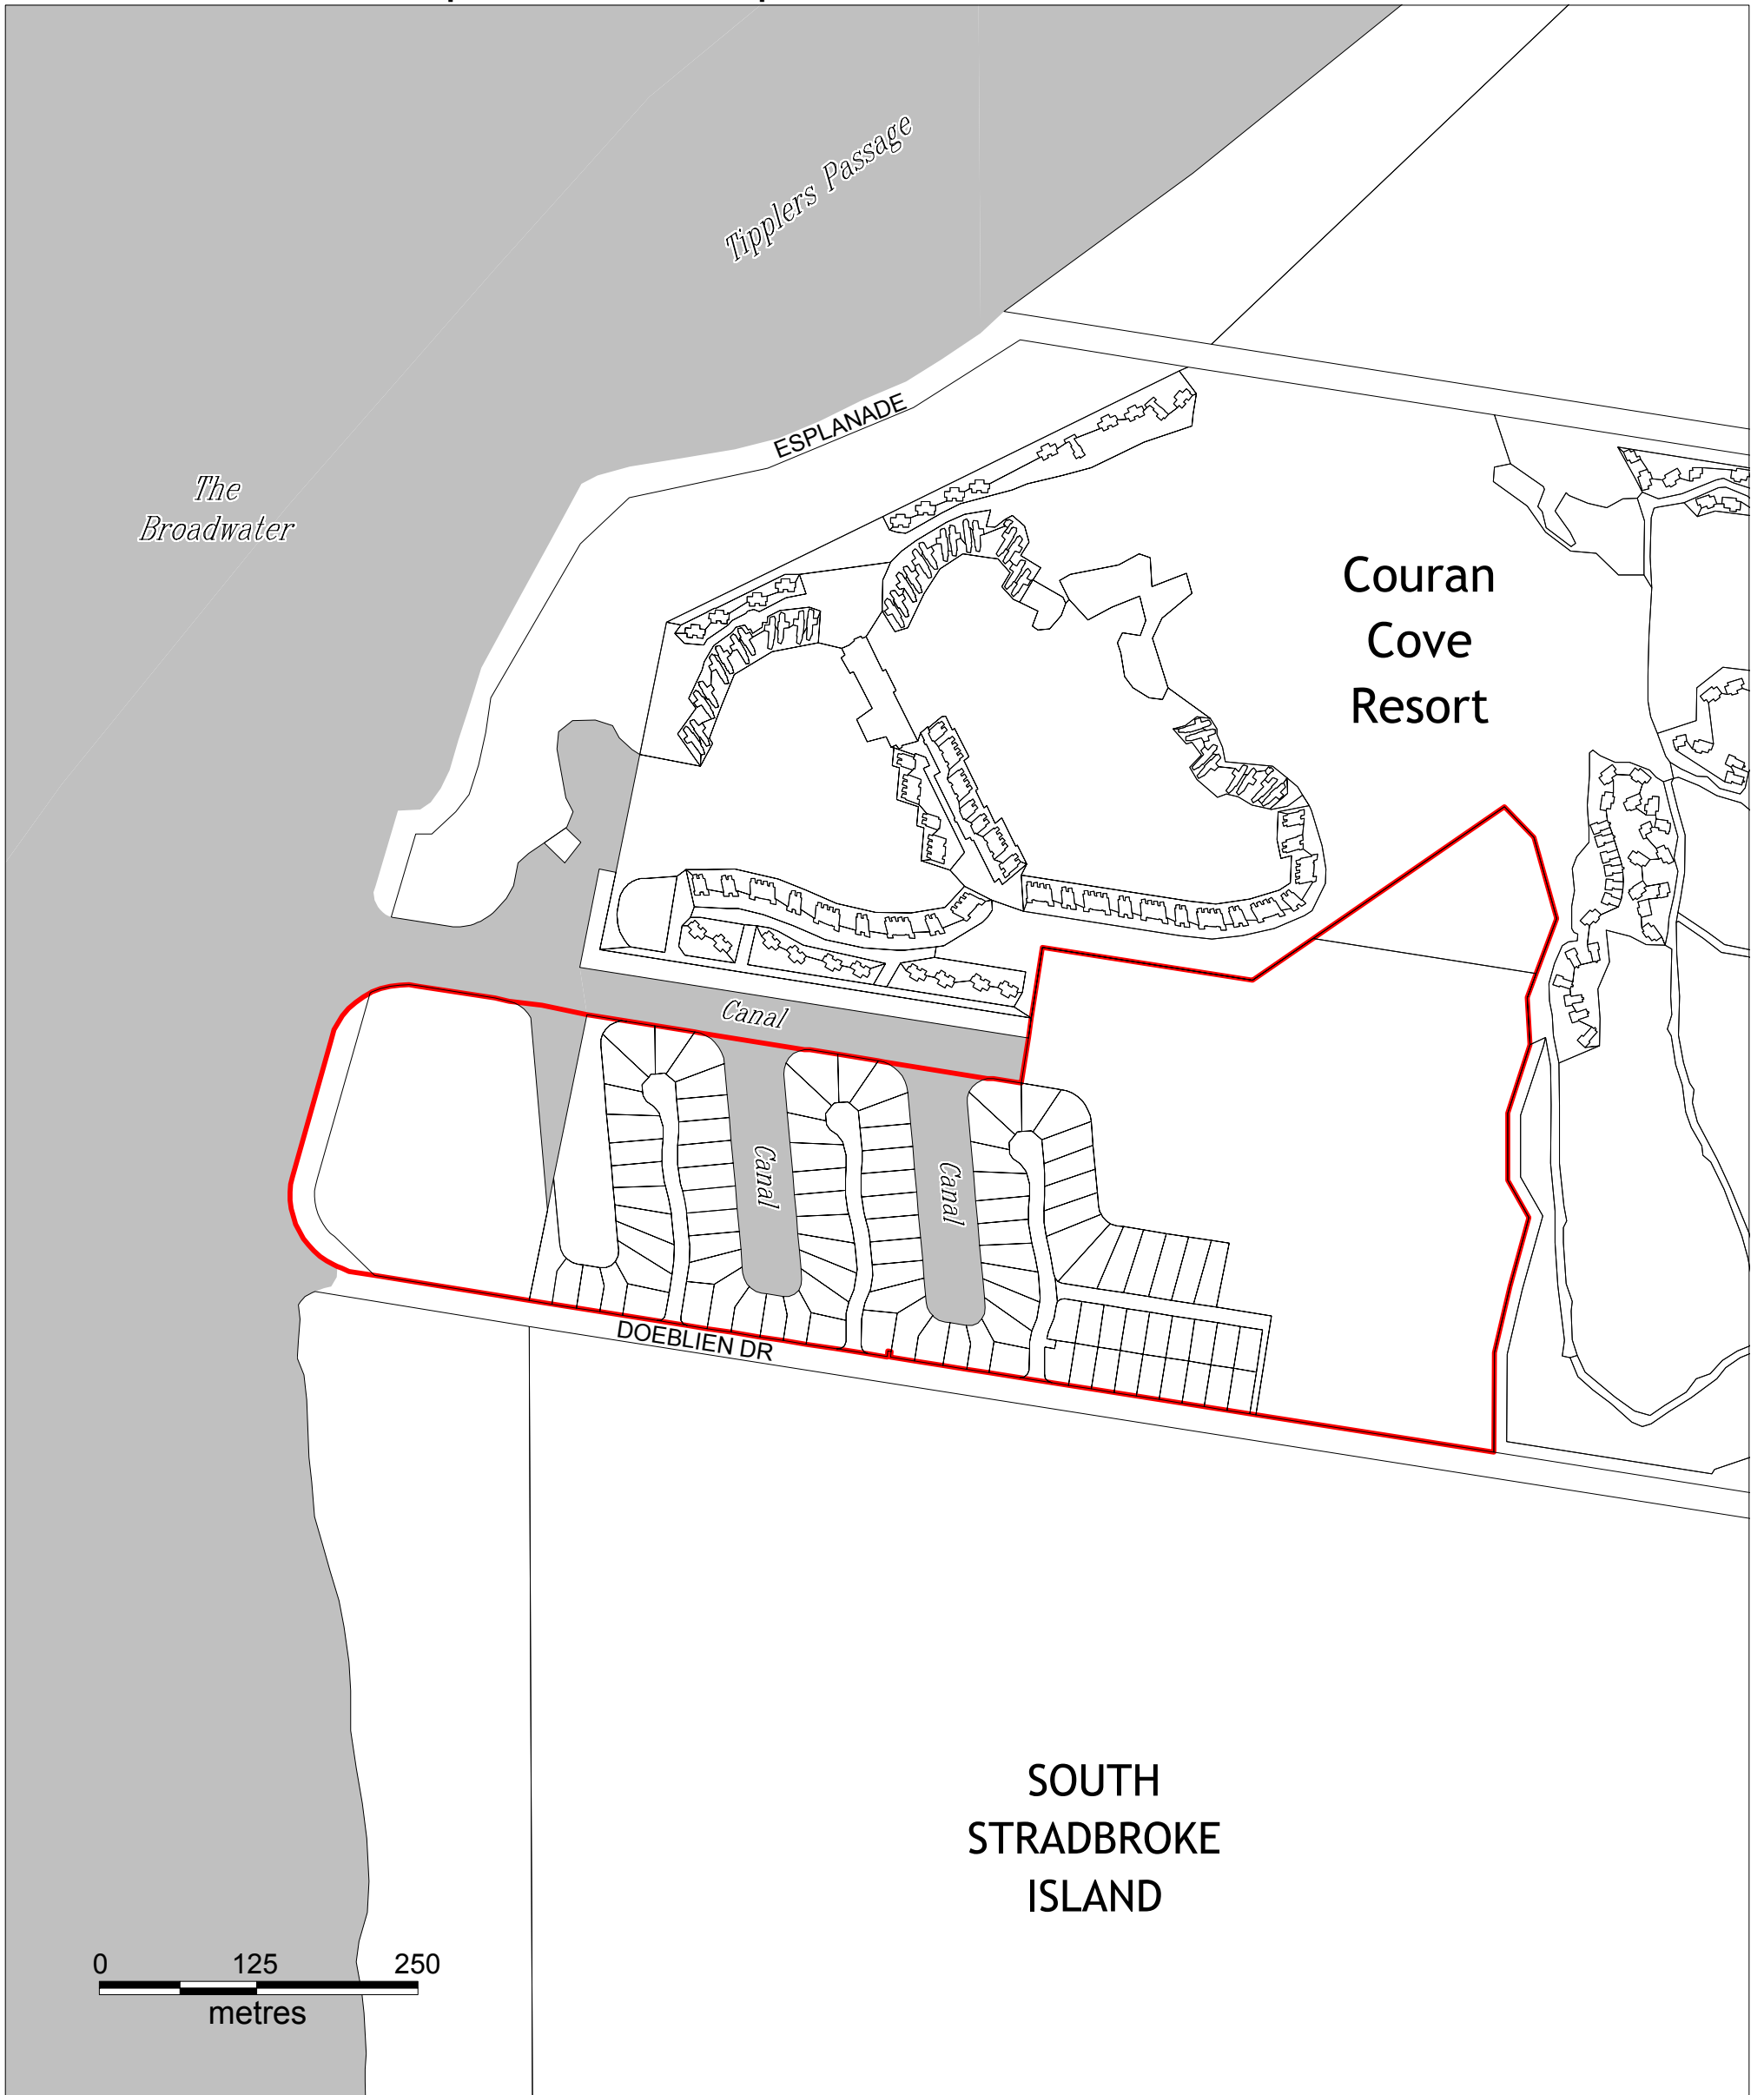 Tipplers Passage
ESPLANADE
The
Broadwater
Couran
Cove
Resort
Canal
Canal
Canal
DOEBLIEN DR
SOUTH
STRADBROKE
ISLAND
0 125 250
metres